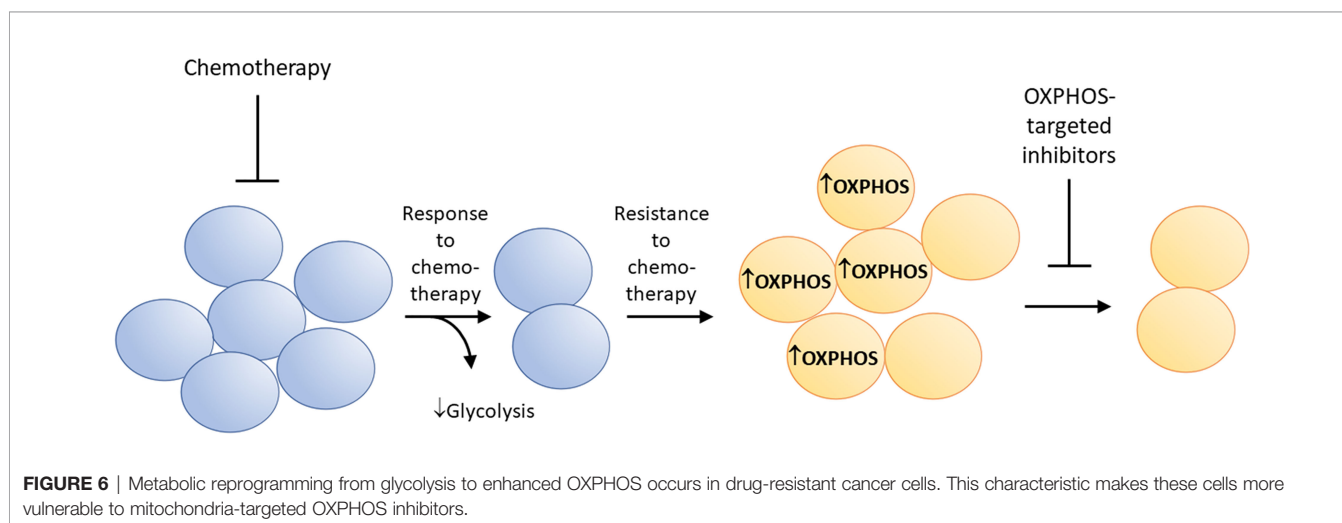 Chemotherapy
Response
to
chemo-
therapy
↓Glycolysis
Resistance
to
chemo-
therapy
↑OXPHOS
↑OXPHOS
↑OXPHOS
↑OXPHOS
OXPHOS-
targeted
inhibitors
FIGURE 6 | Metabolic reprogramming from glycolysis to enhanced OXPHOS occurs in drug-resistant cancer cells. This characteristic makes these cells more
vulnerable to mitochondria-targeted OXPHOS inhibitors.